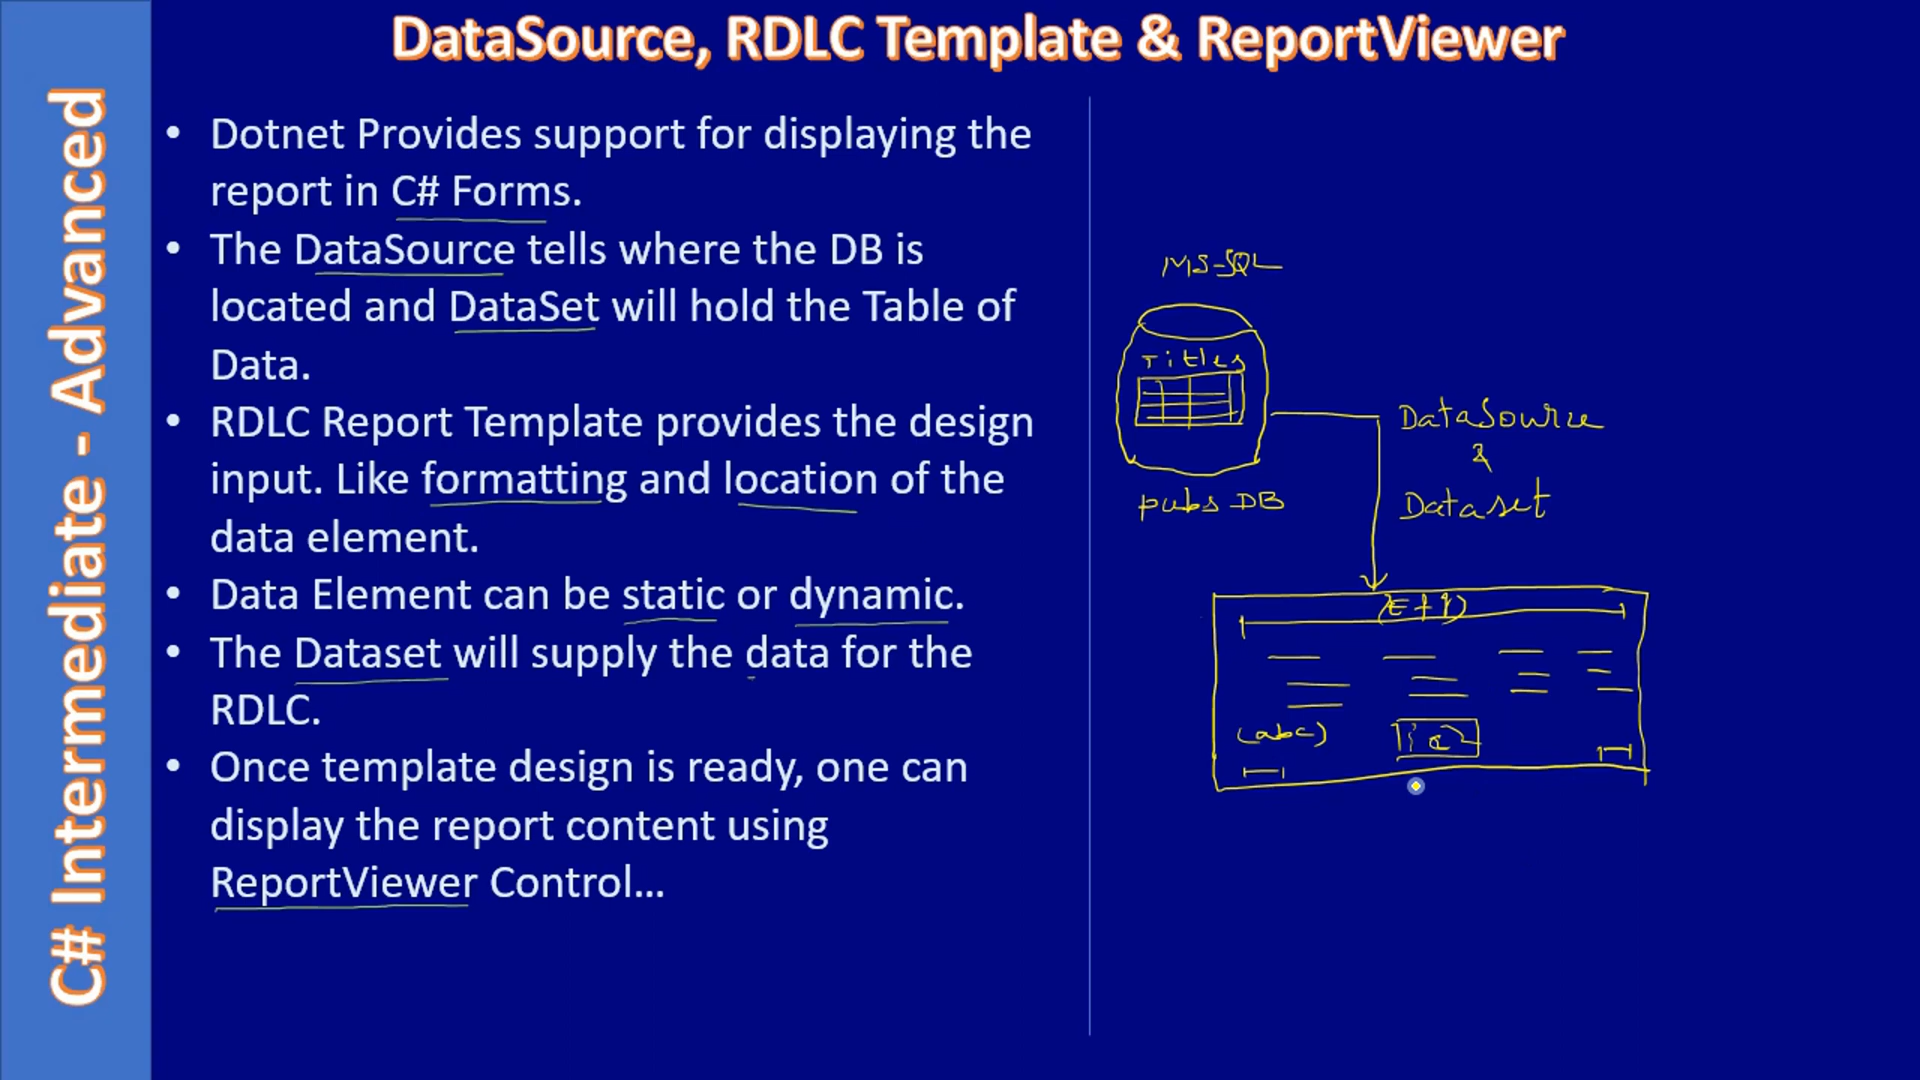 DataSource, RDLC Template & ReportViewer
C# Intermediate - Advanced
• Dotnet Provides support for displaying the
report in C# Forms.
• The DataSource tells where the DB is
located and DataSet will hold the Table of
Data.
• RDLC Report Template provides the design
input. Like formatting and location of the
data element.
• Data Element can be static or dynamic.
• The Dataset will supply the data for the
RDLC.
• Once template design is ready, one can
display the report content using
ReportViewer Control...
MS-SQL
Titles
pubs DB
DataSource
&
Dataset
(abc)